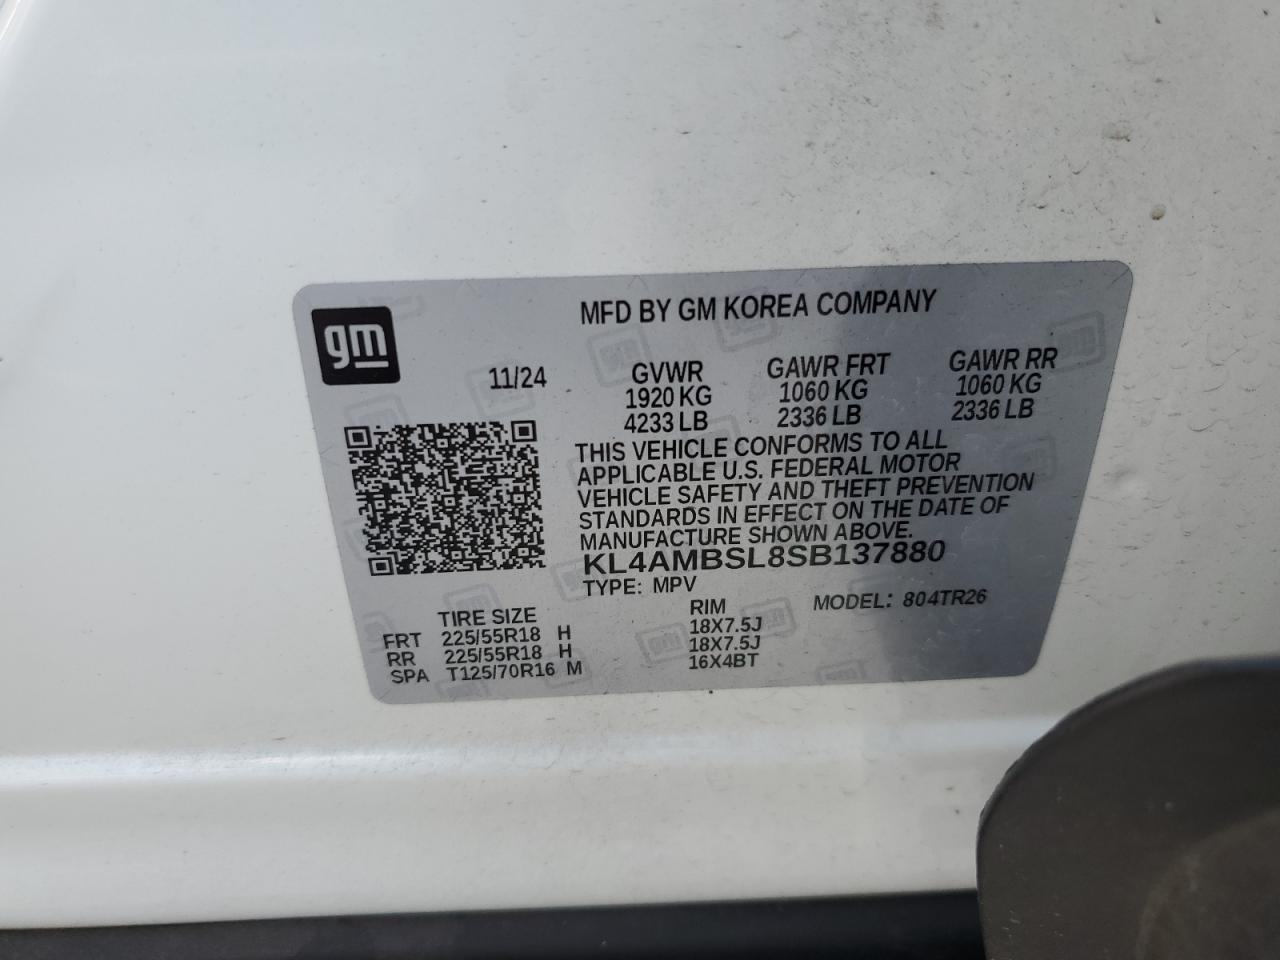 gm
MFD BY GM KOREA COMPANY
11/24
GVWR GAWR FRT GAWR RR
1920 KG 1060 KG 1060 KG
4233 LB 2336 LB 2336 LB
THIS VEHICLE CONFORMS TO ALL
APPLICABLE U.S. FEDERAL MOTOR
VEHICLE SAFETY AND THEFT PREVENTION
STANDARDS IN EFFECT ON THE DATE OF
MANUFACTURE SHOWN ABOVE.
KL4AMBSL8SB137880
TYPE: MPV MODEL: 804TR26
TIRE SIZE RIM
FRT 225/55R18 H 18X7.5J
RR 225/55R18 H 18X7.5J
SPA T125/70R16 M 16X4BT